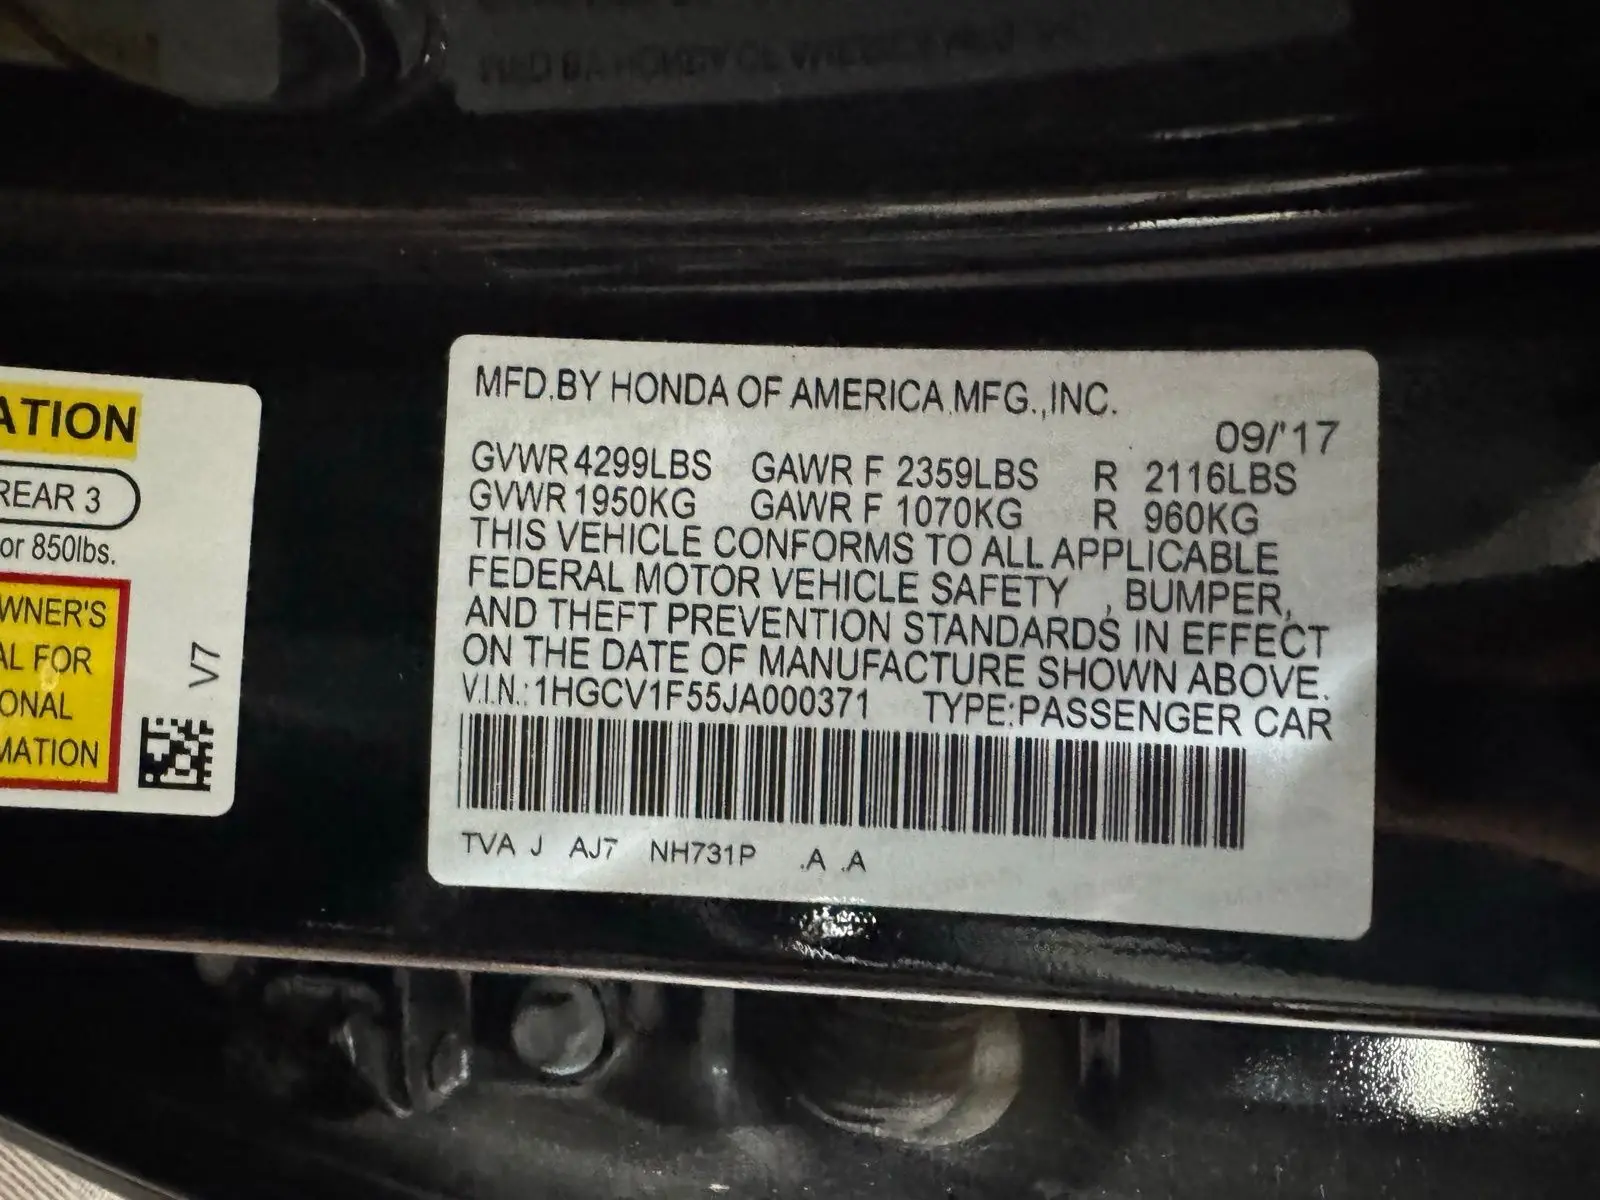 ATION
REAR 3
or 850lbs.
WNER'S
AL FOR
ONAL
MATION
V7
MFD.BY HONDA OF AMERICA MFG.,INC.
09/'17
GVWR 4299LBS GAWR F 2359LBS R 2116LBS
GVWR 1950KG GAWR F 1070KG R 960KG
THIS VEHICLE CONFORMS TO ALL APPLICABLE
FEDERAL MOTOR VEHICLE SAFETY , BUMPER,
AND THEFT PREVENTION STANDARDS IN EFFECT
ON THE DATE OF MANUFACTURE SHOWN ABOVE.
V.I.N.: 1HGCV1F55JA000371 TYPE:PASSENGER CAR
TVA J AJ7 NH731P .A .A